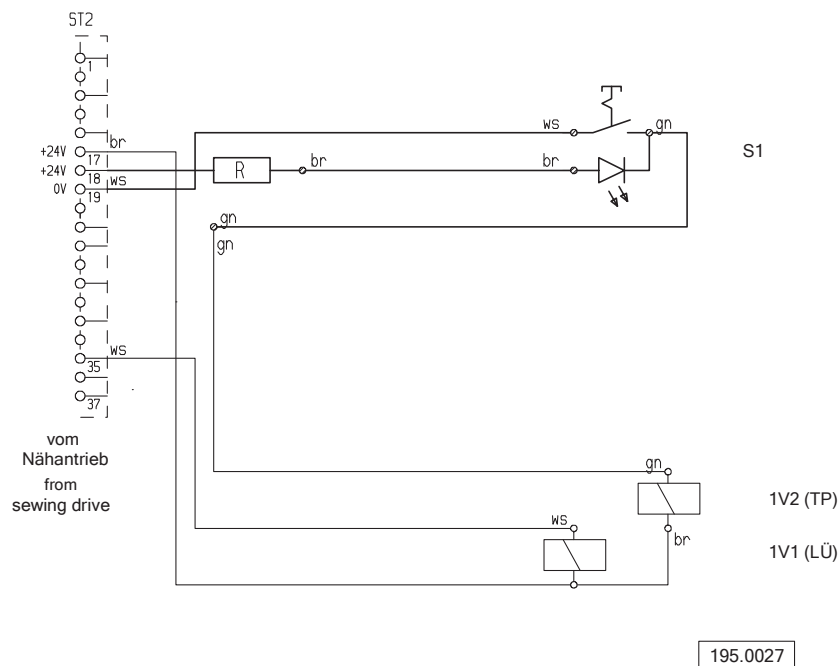 ST2
1
+24V
br
17
+24V
18
0V
ws
19
R
br
ws
gn
br
S1
gn
gn
ws
35
37
vom
Nähantrieb
from
sewing drive
gn
1V2 (TP)
ws
br
1V1 (LÜ)
195.0027